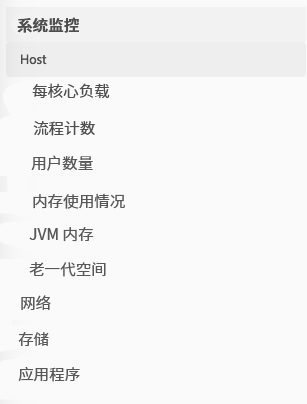 系统监控
Host
每核心负载
流程计数
用户数量
内存使用情况
JVM 内存
老一代空间
网络
存储
应用程序